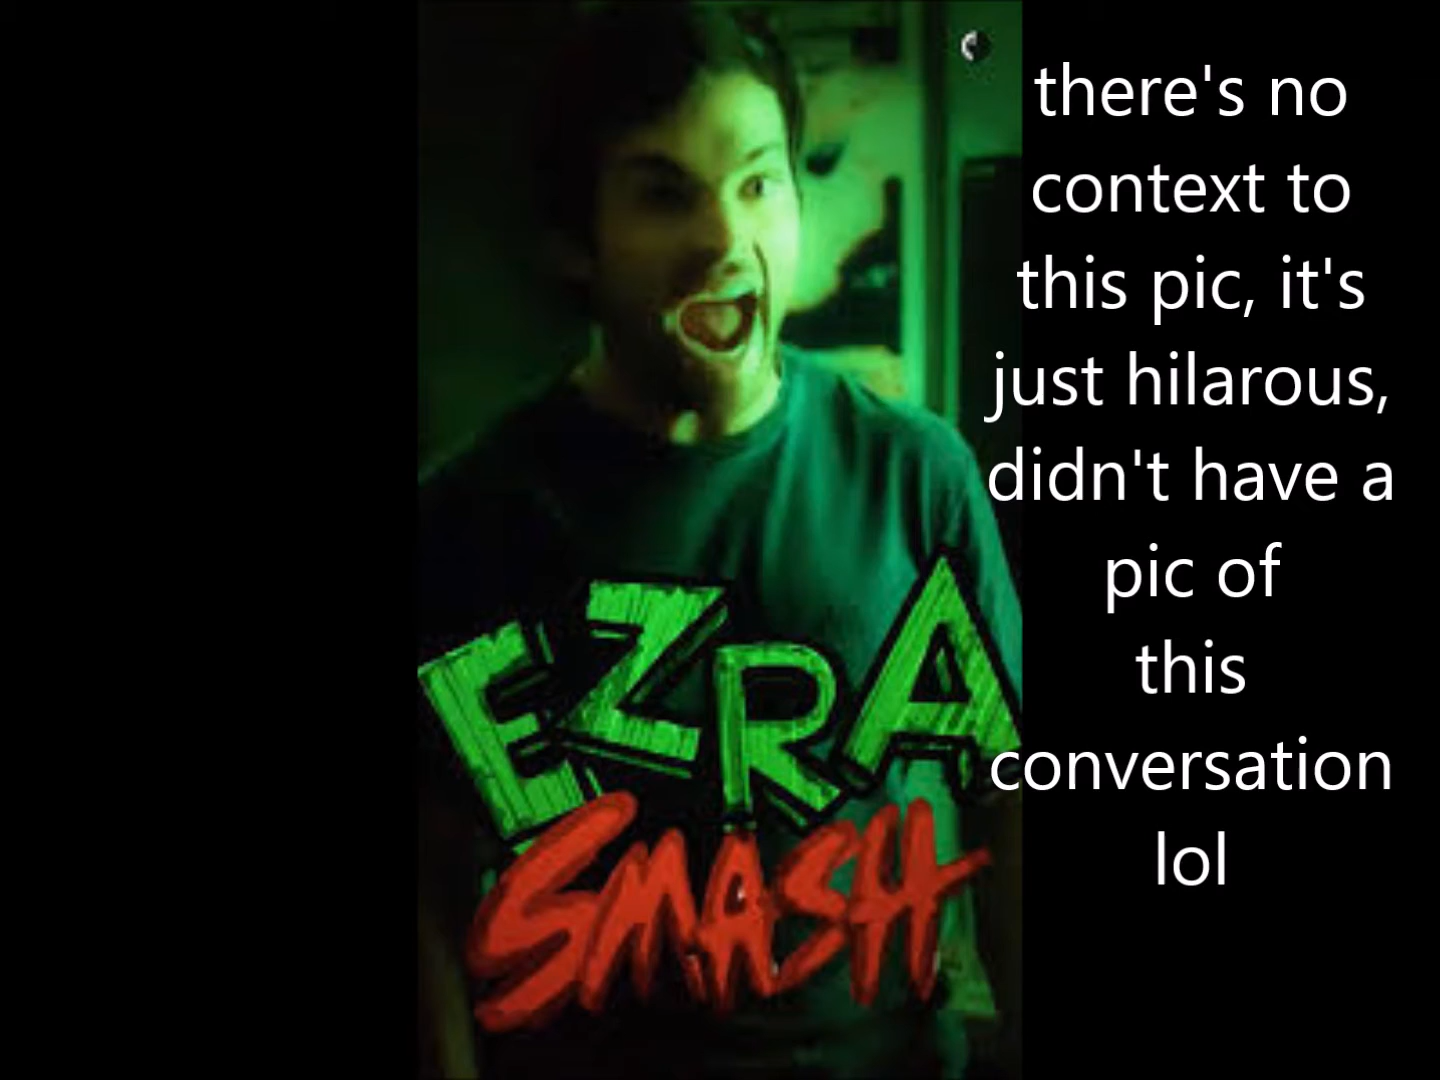 there's no
context to
this pic, it's
just hilarous,
didn't have a
pic of
this
conversation
lol
EZRA
SMASH